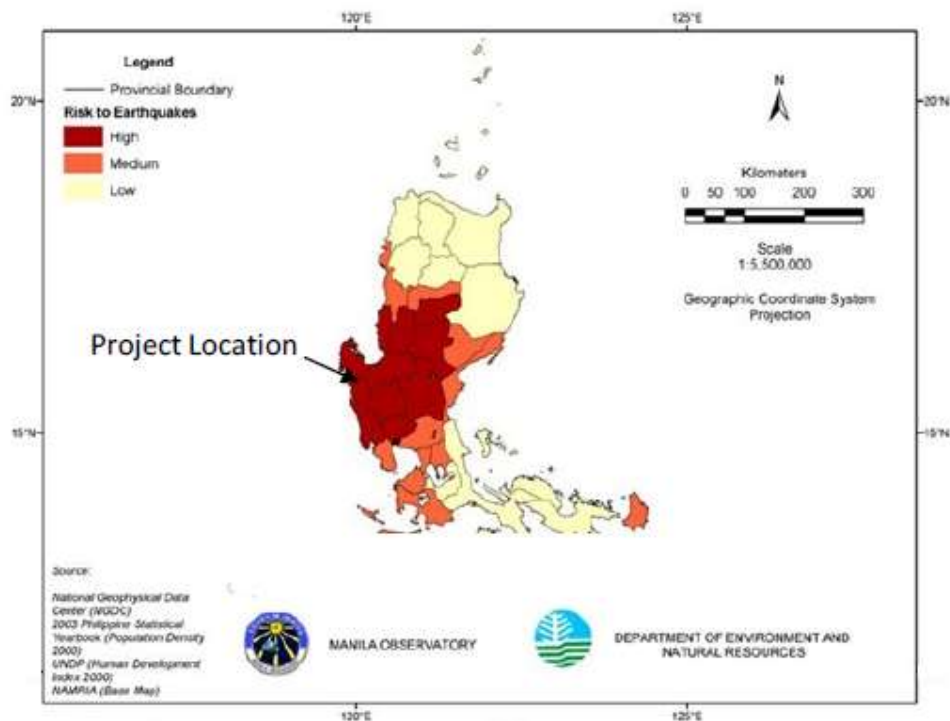 120°E 125°E
Legend
Provincial Boundary
Risk to Earthquakes
High
Medium
Low
N
20°N 20°N
Kilometers
0 50 100 200 300
Scale
1:5,500,000
Geographic Coordinate System
Projection
Project Location
15°N 15°N
Source:
National Geophysical Data
Center (NGDC)
2003 Philippine Statistical
Yearbook (Population Density
2000)
UNDP (Human Development
Index 2000)
NAMRIA (Base Map)
MANILA OBSERVATORY
DEPARTMENT OF ENVIRONMENT AND
NATURAL RESOURCES
120°E 125°E